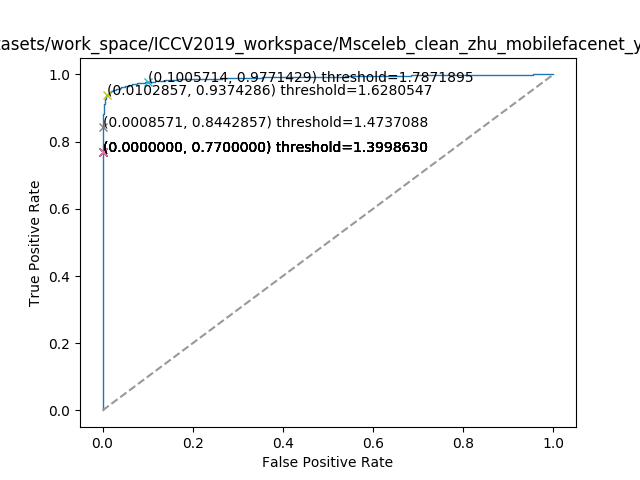 tasets/work_space/ICCV2019_workspace/Msceleb_clean_zhu_mobilefacenet_y
1.0
0.8
0.6
0.4
0.2
0.0
True Positive Rate
(0.1005714, 0.9771429) threshold=1.7871895
(0.0102857, 0.9374286) threshold=1.6280547
(0.0008571, 0.8442857) threshold=1.4737088
(0.0000000, 0.7700000) threshold=1.3998630
0.0 0.2 0.4 0.6 0.8 1.0
False Positive Rate